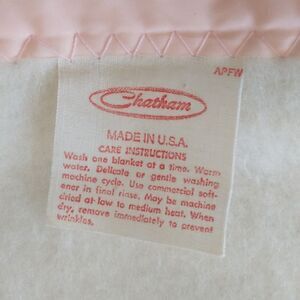 APFW
Chatham
MADE IN U.S.A.
CARE INSTRUCTIONS
Wash one blanket at a time. Warm
water. Delicate or gentle washing
machine cycle. Use commercial soft-
ener in final rinse. May be machine
dried at low to medium heat. When
dry, remove immediately to prevent
wrinkles.